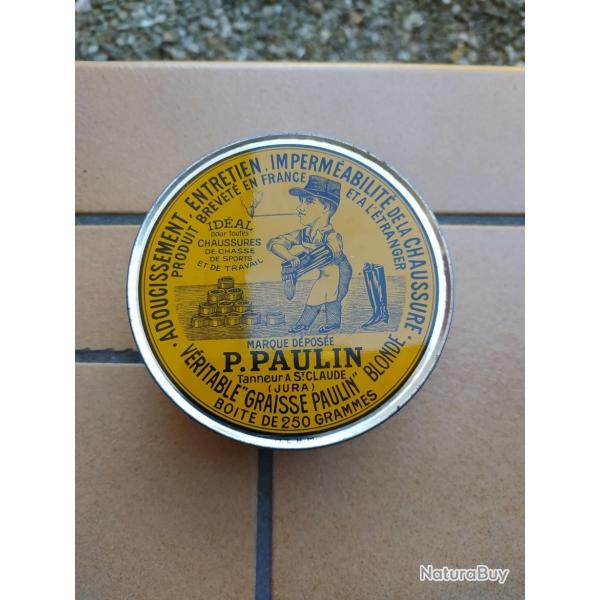 ADOUCISSEMENT, ENTRETIEN, IMPERMÉABILITÉ DE LA CHAUSSURE
PRODUIT BREVETÉ EN FRANCE ET A L'ÉTRANGER
IDÉAL
pour toutes
CHAUSSURES
DE CHASSE
DE SPORTS
ET DE TRAVAIL
MARQUE DÉPOSÉE
P. PAULIN
Tanneur A ST CLAUDE
(JURA)
VÉRITABLE "GRAISSE PAULIN" BLONDE
BOITE DE 250 GRAMMES
NaturaBuy